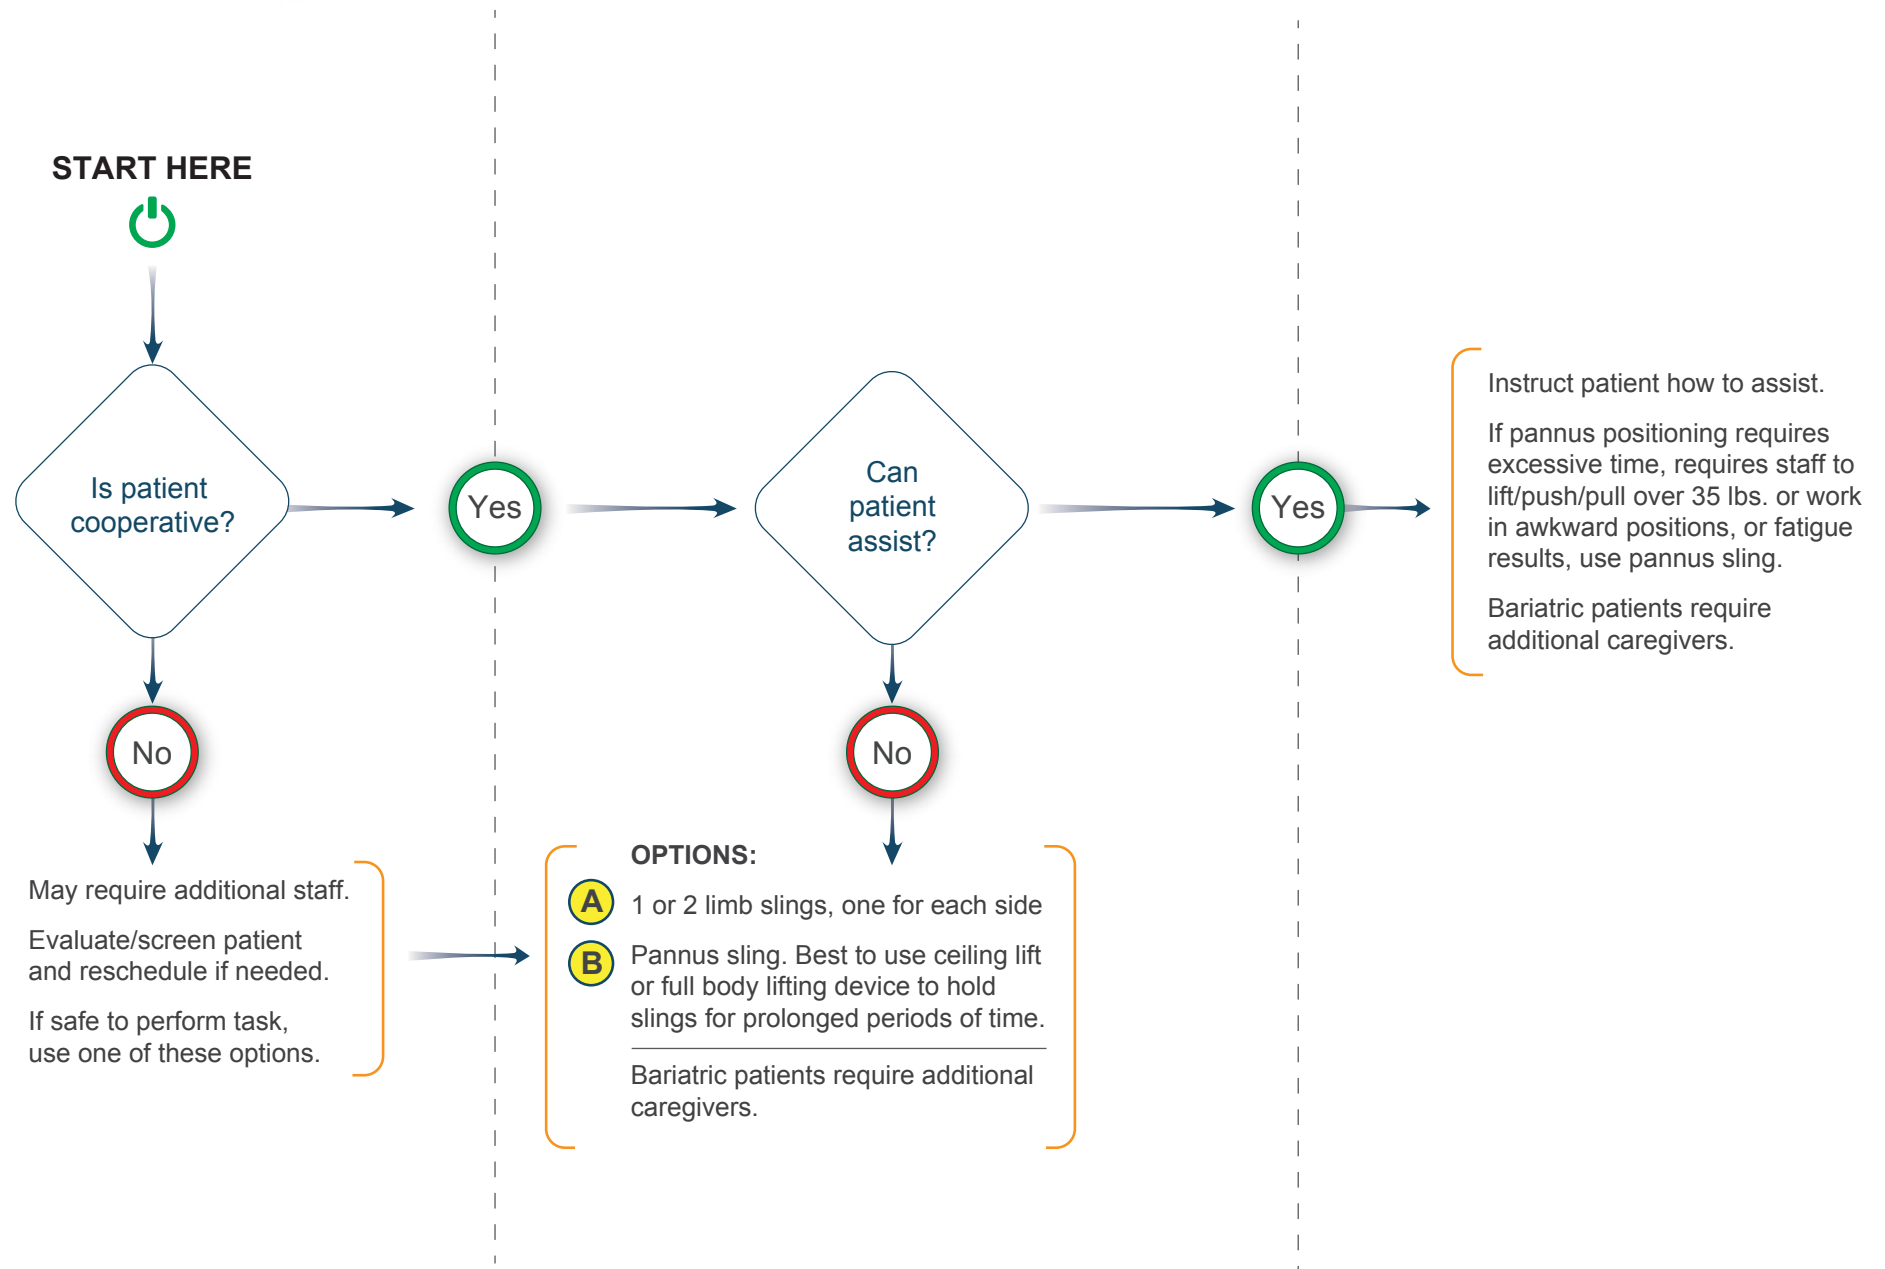 START HERE
Is patient
cooperative?
Yes
Can
patient
assist?
Yes
Instruct patient how to assist.
If pannus positioning requires
excessive time, requires staff to
lift/push/pull over 35 lbs. or work
in awkward positions, or fatigue
results, use pannus sling.
Bariatric patients require
additional caregivers.
No
May require additional staff.
Evaluate/screen patient
and reschedule if needed.
If safe to perform task,
use one of these options.
No
OPTIONS:
A 1 or 2 limb slings, one for each side
B Pannus sling. Best to use ceiling lift
or full body lifting device to hold
slings for prolonged periods of time.
Bariatric patients require additional
caregivers.